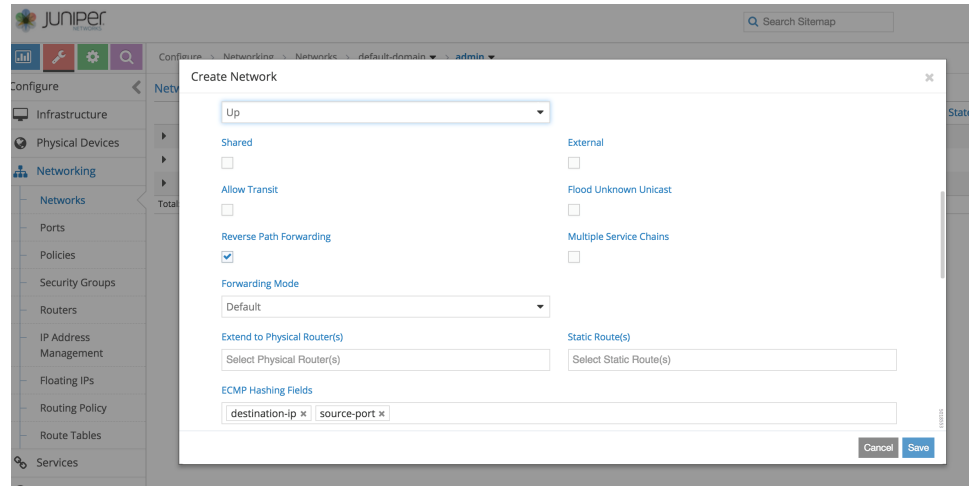 JUNIPER
NETWORKS
Search Sitemap
Configure > Networking > Networks > default-domain > admin
Configure
Infrastructure
Physical Devices
Networking
Networks
Ports
Policies
Security Groups
Routers
IP Address
Management
Floating IPs
Routing Policy
Route Tables
Services
Netw
Total:
State
Create Network
Up
Shared
External
Allow Transit
Flood Unknown Unicast
Reverse Path Forwarding
Multiple Service Chains
Forwarding Mode
Default
Extend to Physical Router(s)
Static Route(s)
Select Physical Router(s)
Select Static Route(s)
ECMP Hashing Fields
destination-ip
source-port
Cancel
Save